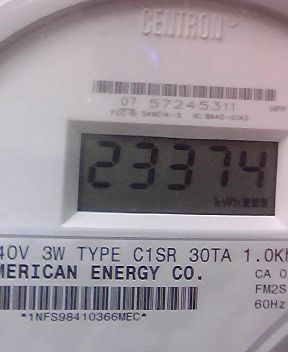 CENTRON®
07 57245311
23374
kWh
40V 3W TYPE C1SR 30TA 1.0Kh
MERICAN ENERGY CO.
CA 0
FM2S
60Hz
*1NFS98410366MEC*